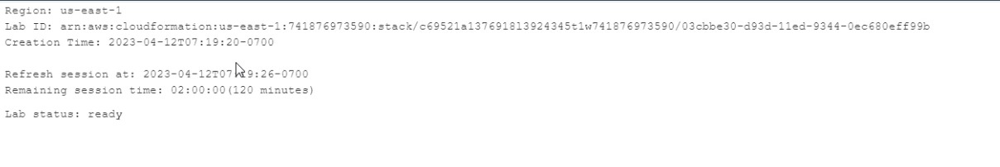 Region: us-east-1
Lab ID: arn:aws:cloudformation:us-east-1:741876973590:stack/c69521a137691813924345t1w741876973590/03cbbe30-d93d-11ed-9344-0ec680eff99b
Creation Time: 2023-04-12T07:19:20-0700
Refresh session at: 2023-04-12T07:19:26-0700
Remaining session time: 02:00:00(120 minutes)
Lab status: ready